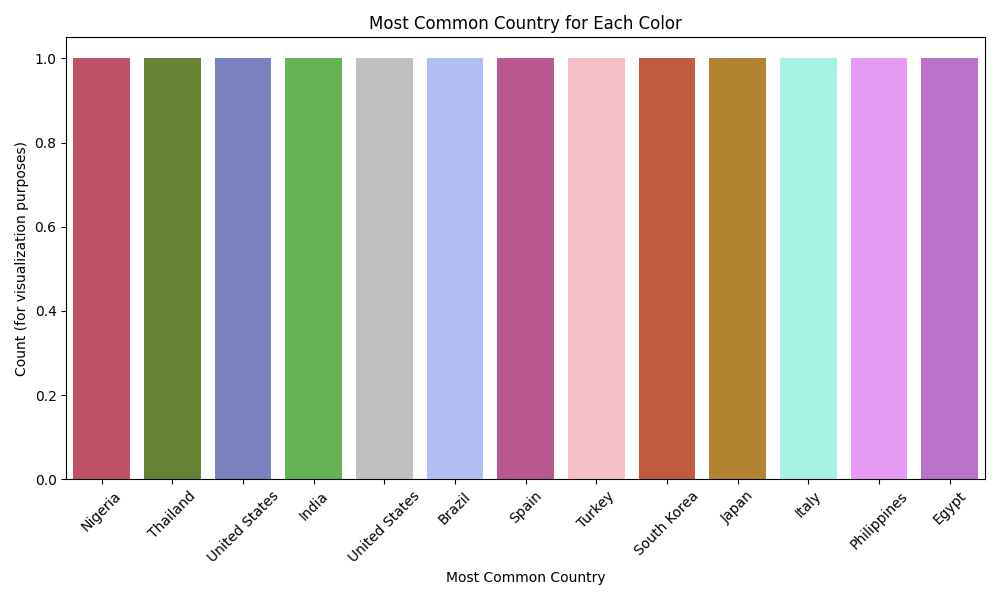 Most Common Country for Each Color
Count (for visualization purposes)
1.0
0.8
0.6
0.4
0.2
0.0
Nigeria
Thailand
United States
India
United States
Brazil
Spain
Turkey
South Korea
Japan
Italy
Philippines
Egypt
Most Common Country